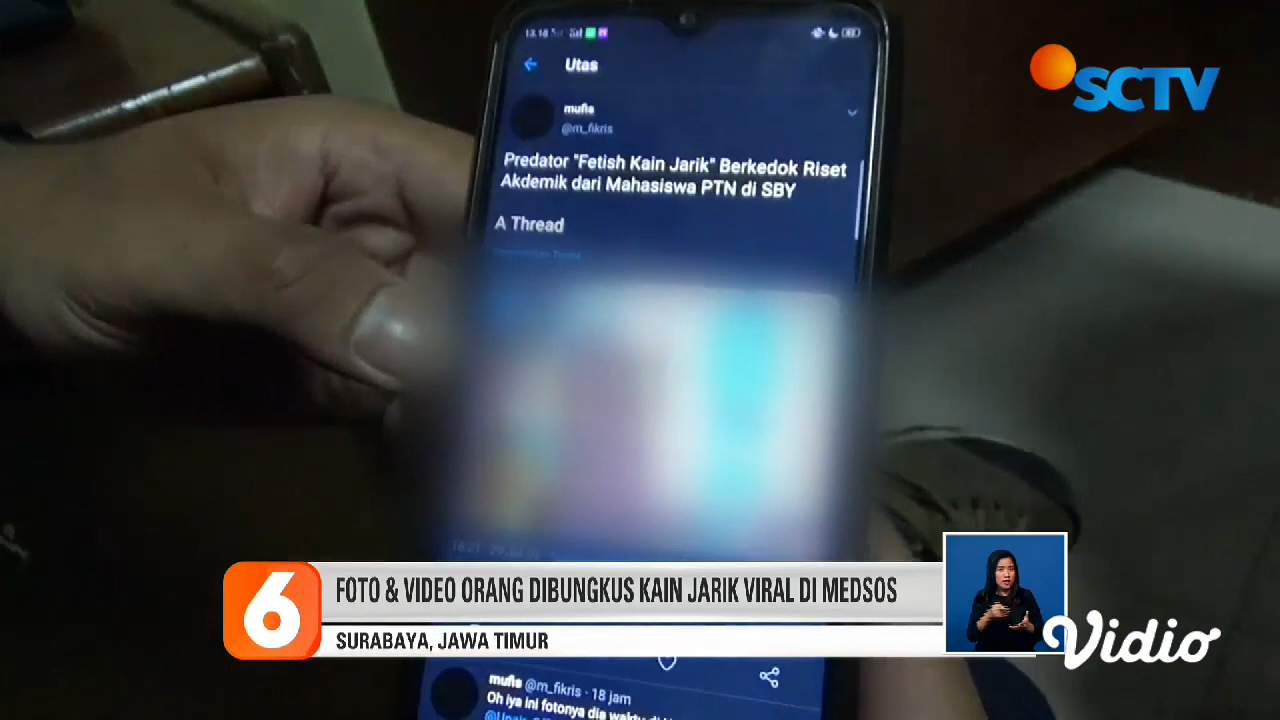 13.18
Utas
SCTV
mufis
@m_fikris
Predator "Fetish Kain Jarik" Berkedok Riset
Akdemik dari Mahasiswa PTN di SBY
A Thread
6
FOTO & VIDEO ORANG DIBUNGKUS KAIN JARIK VIRAL DI MEDSOS
SURABAYA, JAWA TIMUR
Vidio
mufis @m_fikris · 18 jam
Oh iya ini fotonya dia waktu di